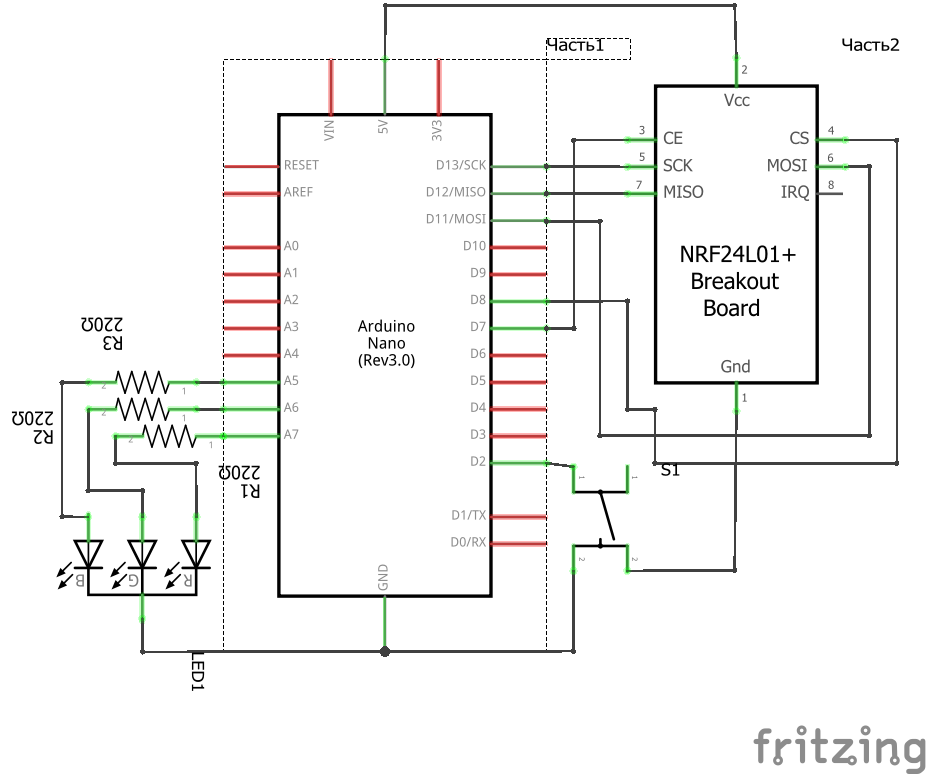 Часть1
Часть2
2
Vcc
VIN
5V
3V3
3
CE
CS
4
5
SCK
MOSI
6
7
MISO
IRQ
8
RESET
D13/SCK
AREF
D12/MISO
D11/MOSI
A0
D10
A1
D9
A2
D8
A3
D7
A4
D6
A5
D5
A6
D4
A7
D3
D2
D1/TX
D0/RX
GND
Arduino
Nano
(Rev3.0)
NRF24L01+
Breakout
Board
Gnd
1
220Ω
R3
2
1
220Ω
R2
2
1
220Ω
R1
2
1
S1
1
1
2
2
B
G
R
LED1
fritzing